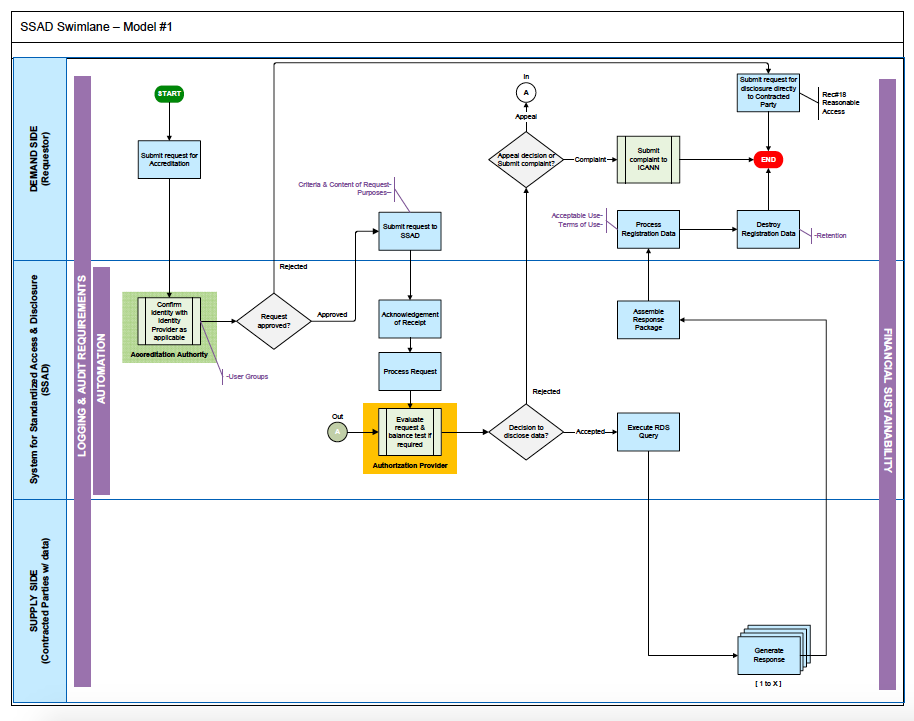 SSAD Swimlane – Model #1
DEMAND SIDE
(Requestor)
System for Standardized Access & Disclosure
(SSAD)
SUPPLY SIDE
(Contracted Parties w/ data)
LOGGING & AUDIT REQUIREMENTS
AUTOMATION
FINANCIAL SUSTAINABILITY
START
Submit request for
Accreditation
Criteria & Content of Request-
Purposes-
Submit request to
SSAD
In
A
Appeal
Appeal decision or
Submit complaint?
Complaint
Submit
complaint to
ICANN
Submit request for
disclosure directly
to Contracted
Party
Rec#18
Reasonable
Access
END
Acceptable Use-
Terms of Use-
Process
Registration Data
Destroy
Registration Data
-Retention
Rejected
Confirm
Identity with
Identity
Provider as
applicable
Accreditation Authority
-User Groups
Request
approved?
Approved
Acknowledgement
of Receipt
Process Request
Out
A
Evaluate
request &
balance test if
required
Authorization Provider
Rejected
Decision to
disclose data?
Accepted
Execute RDS
Query
Assemble
Response
Package
Generate
Response
[ 1 to X ]